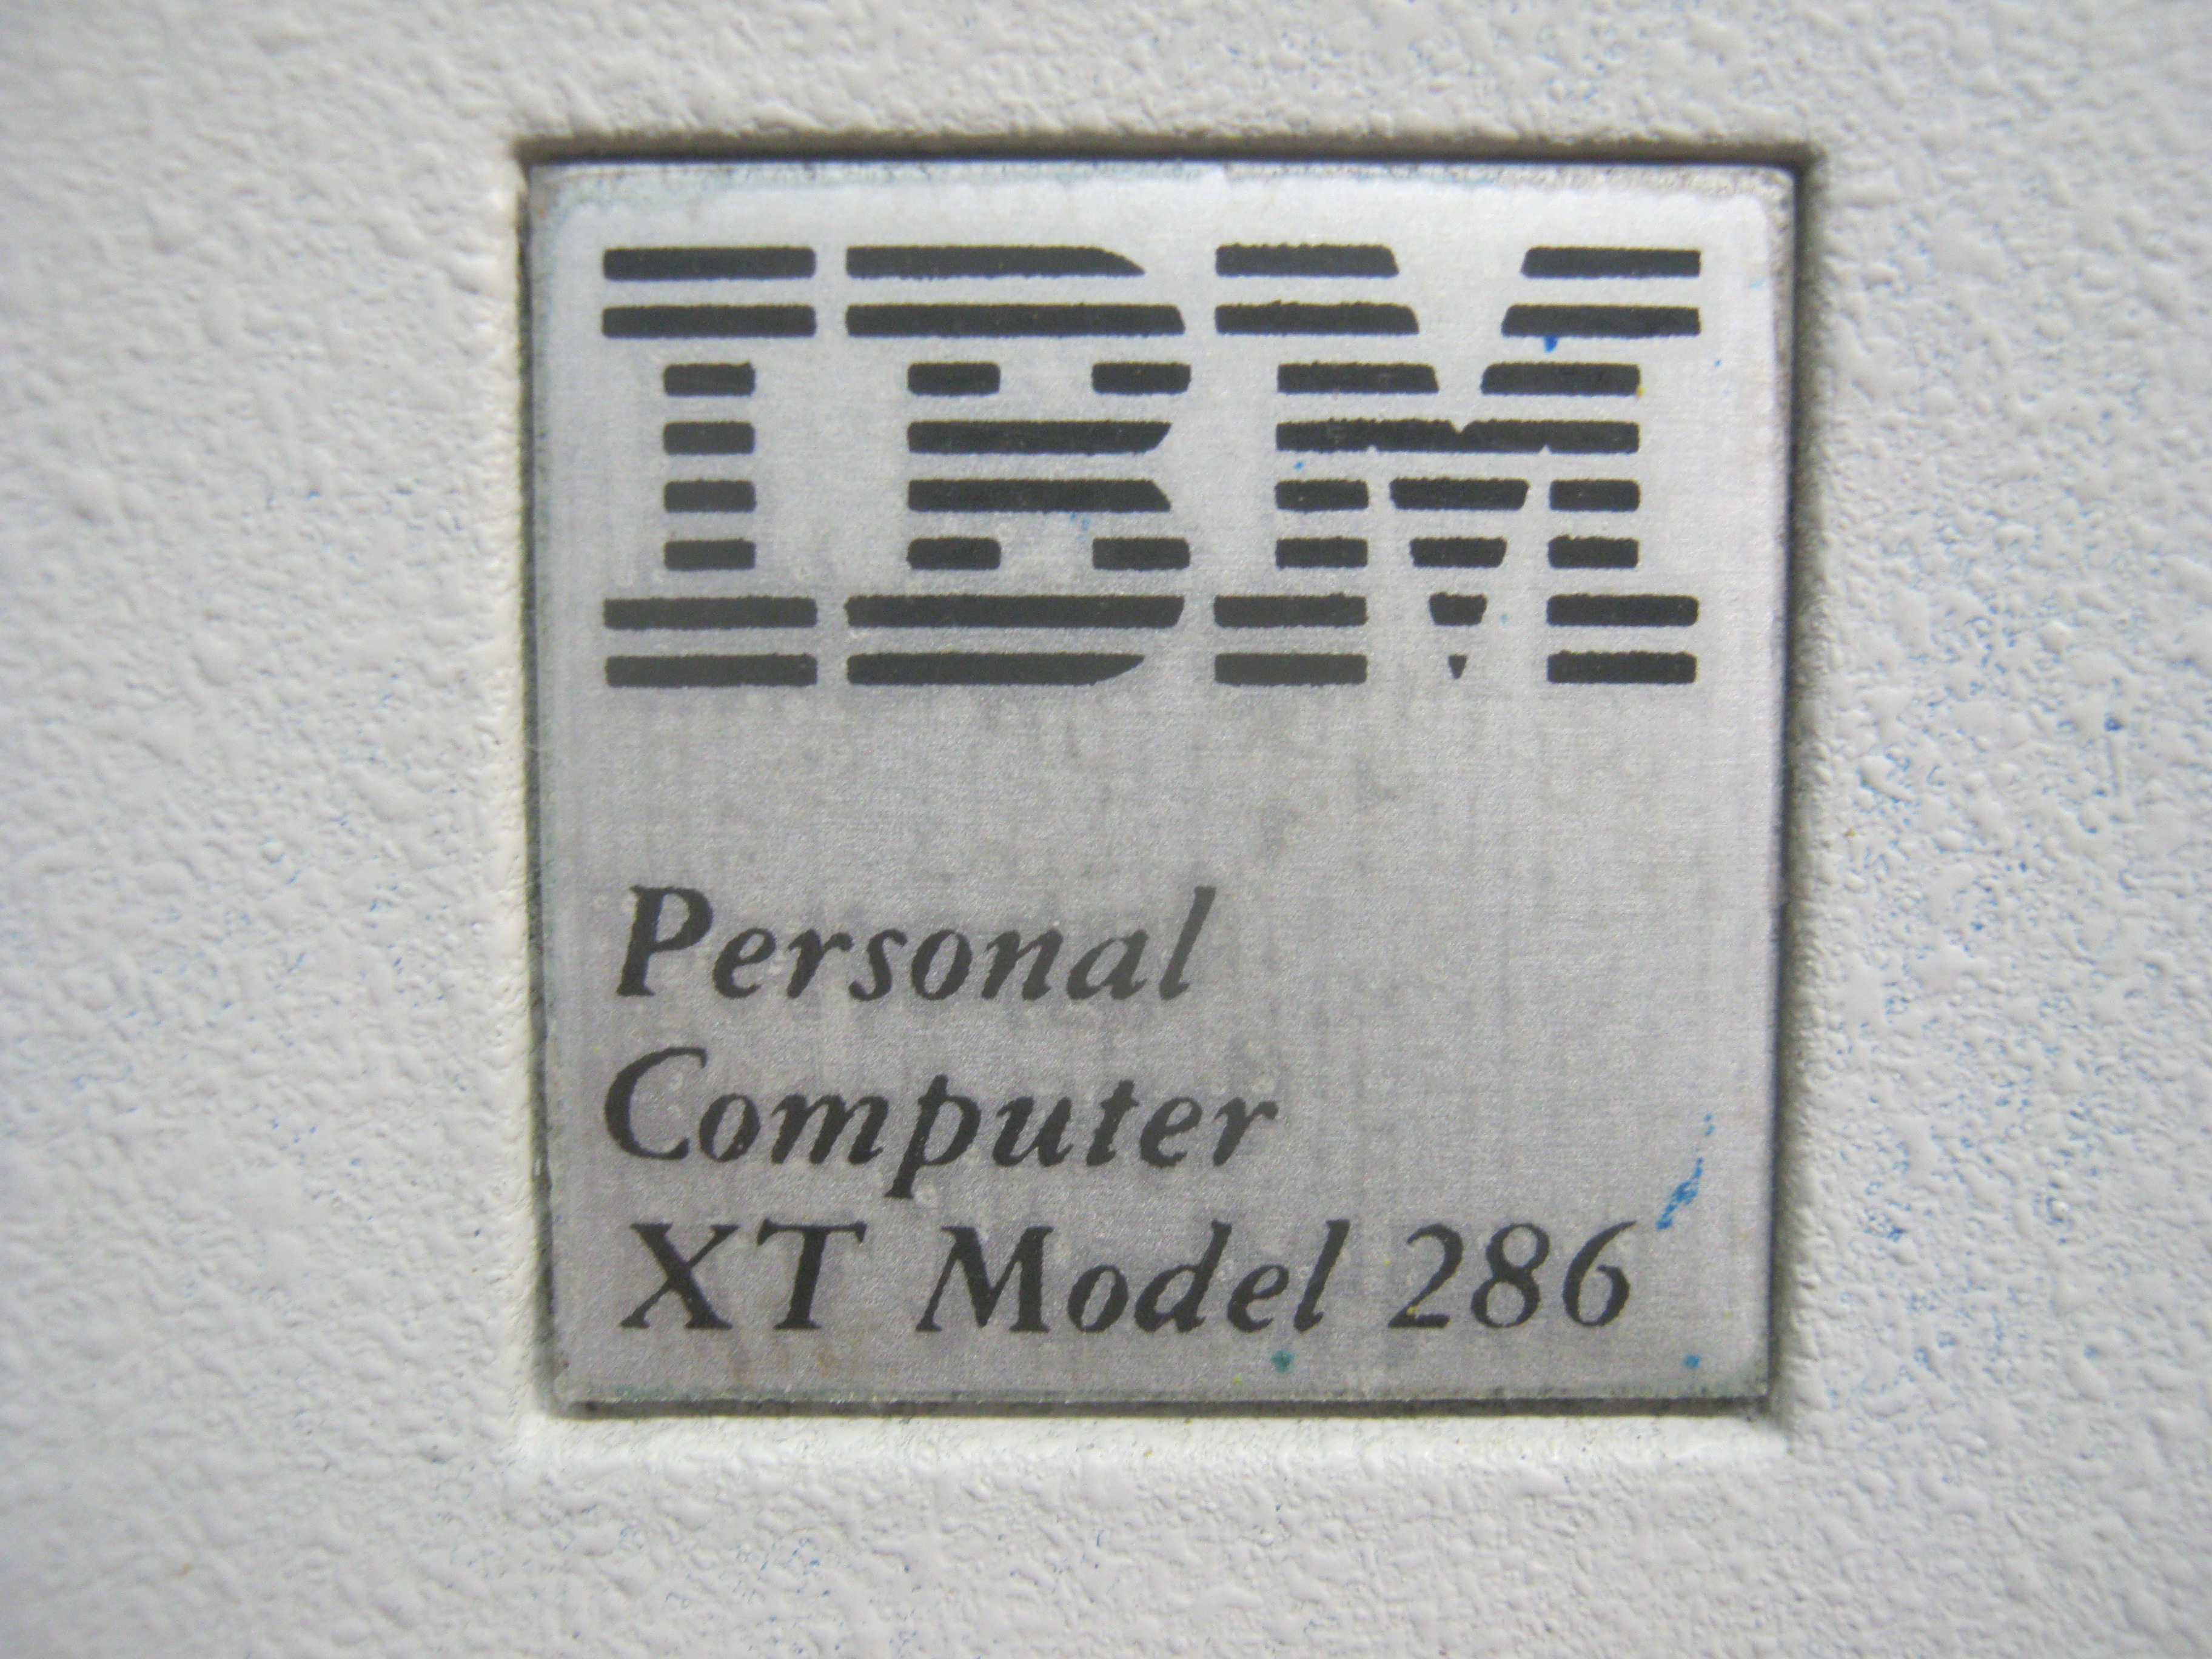 IBM
Personal
Computer
XT Model 286